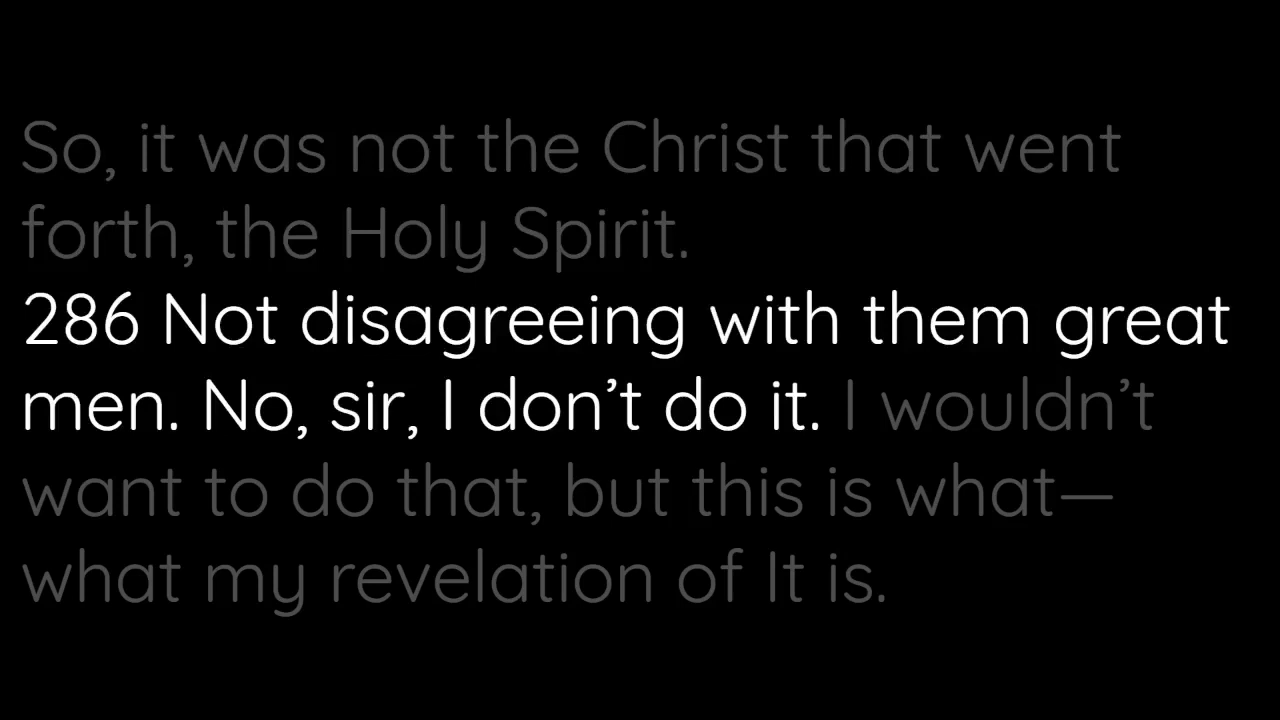 So, it was not the Christ that went
forth, the Holy Spirit.
286 Not disagreeing with them great
men. No, sir, I don’t do it. I wouldn’t
want to do that, but this is what—
what my revelation of It is.